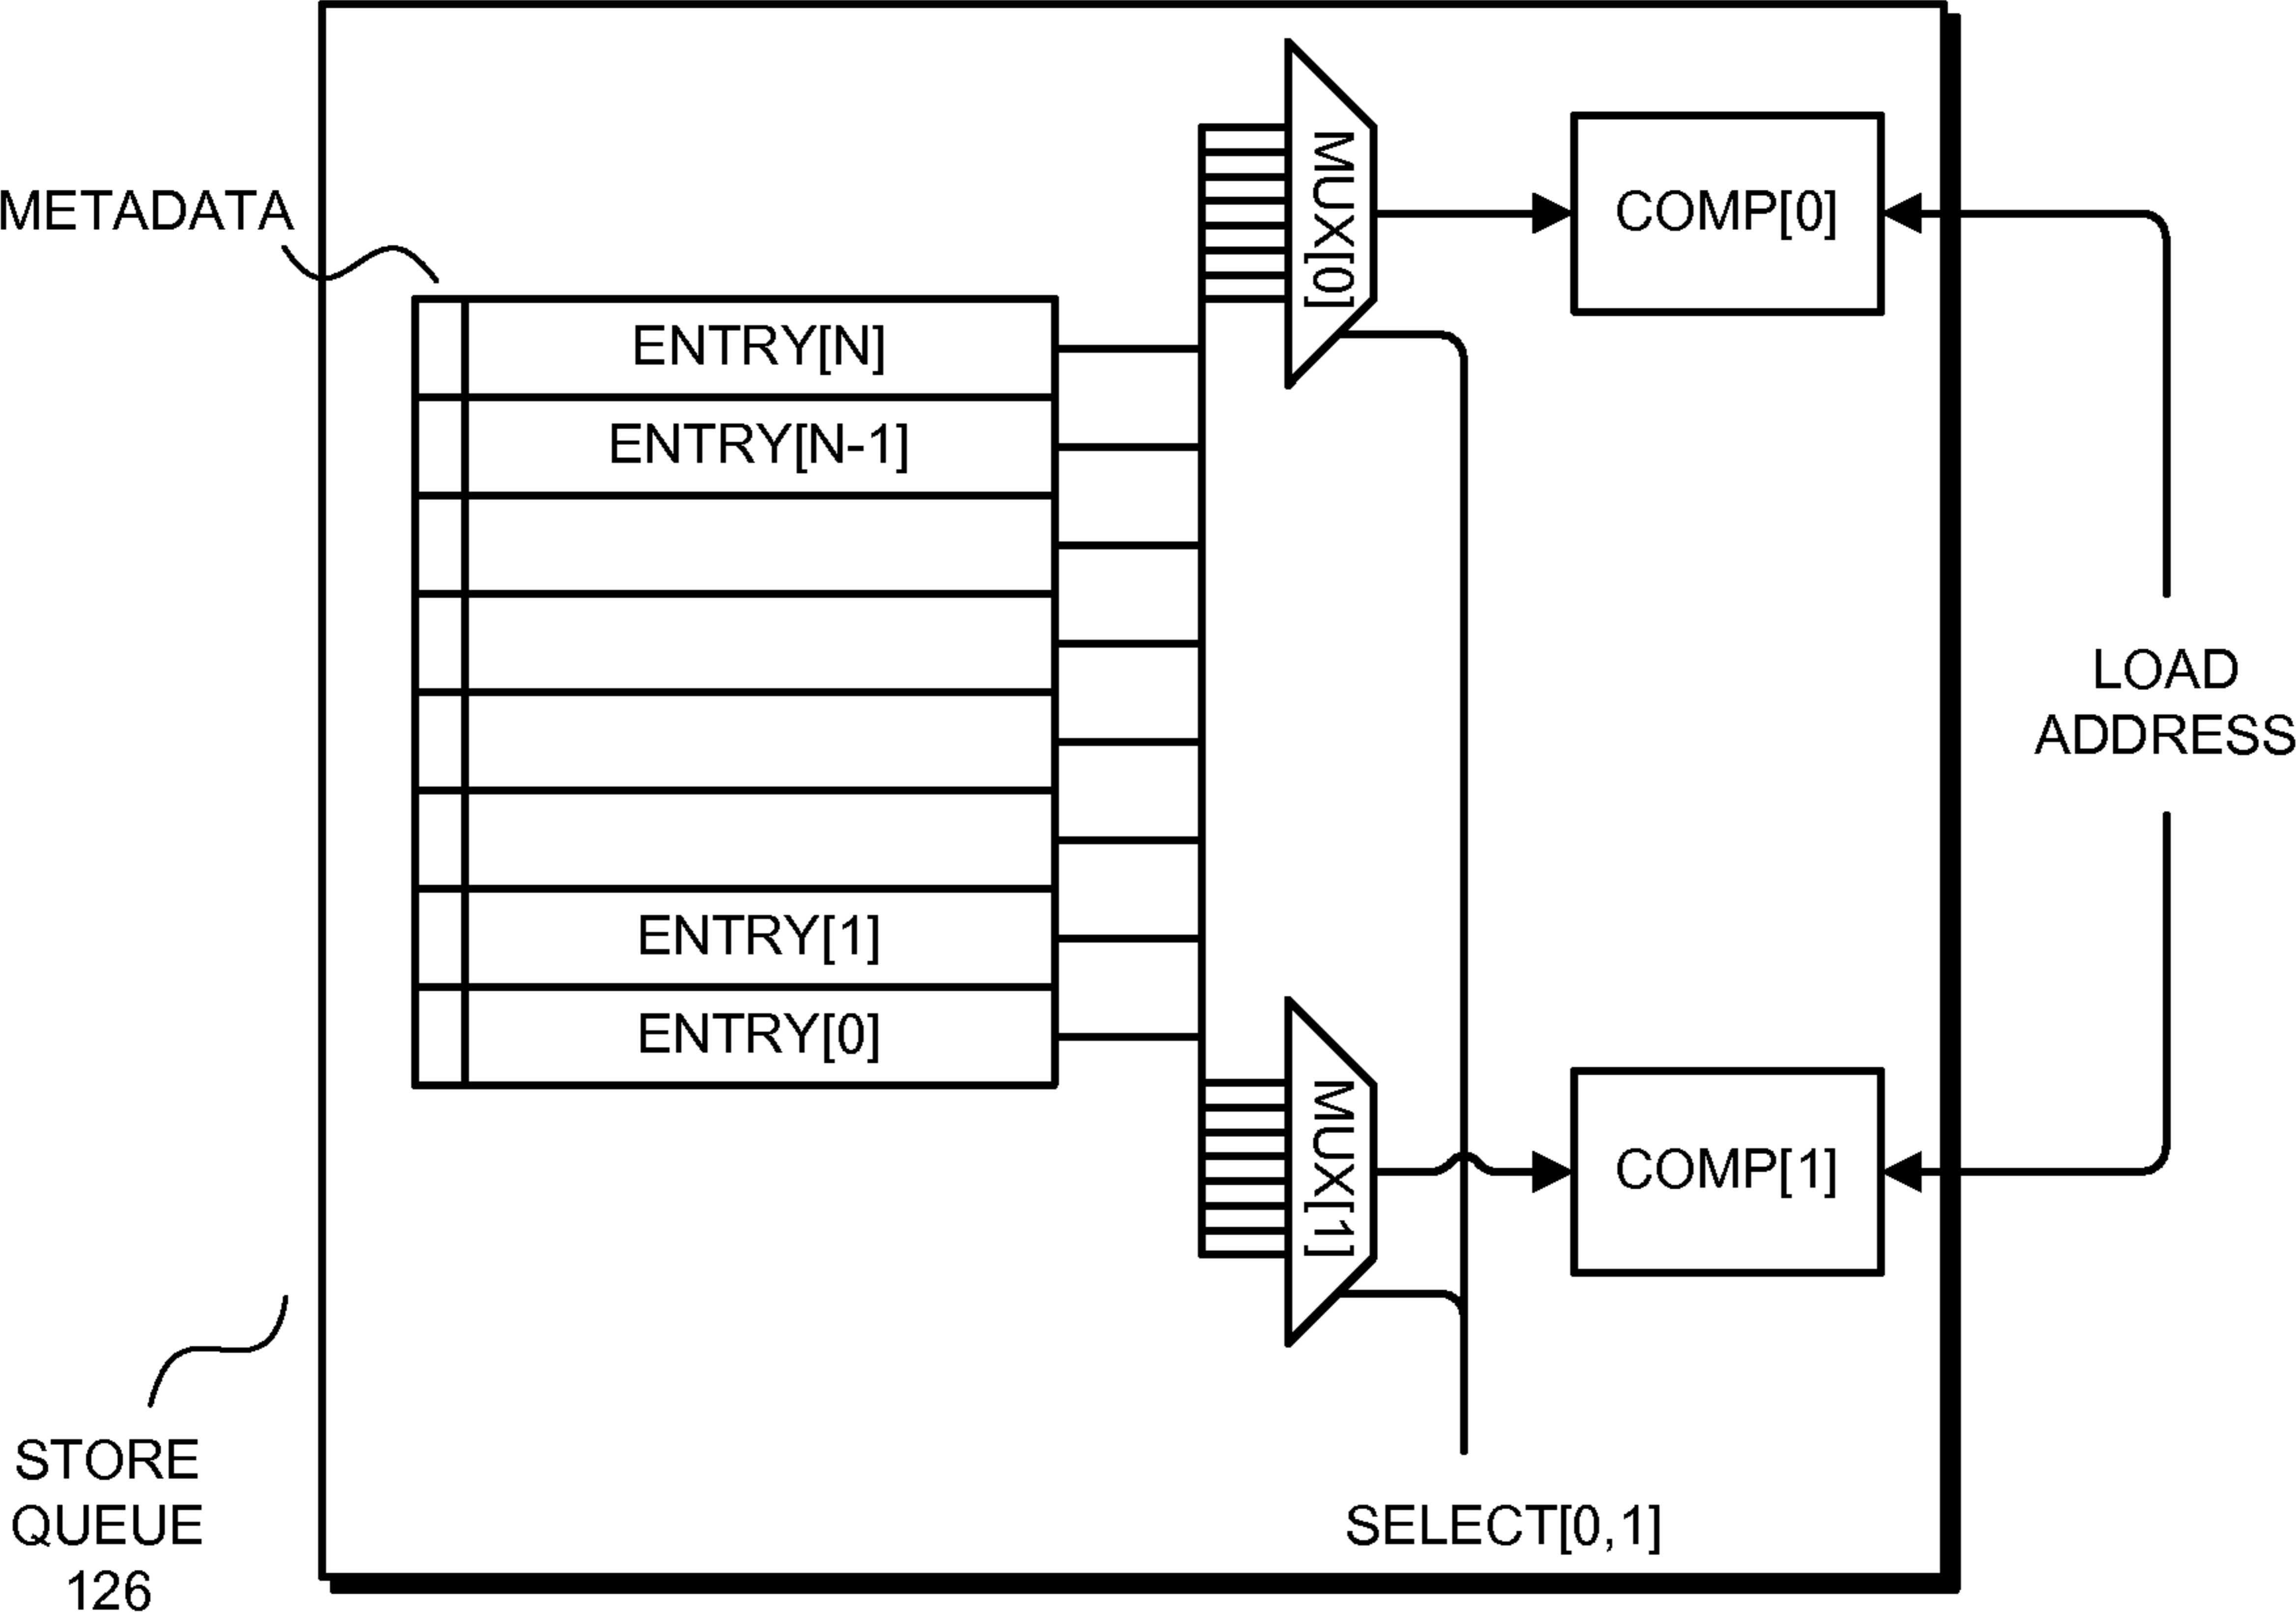 METADATA
ENTRY[N]
ENTRY[N-1]
ENTRY[1]
ENTRY[0]
MUX[0]
COMP[0]
MUX[1]
COMP[1]
LOAD
ADDRESS
SELECT[0,1]
STORE
QUEUE
126